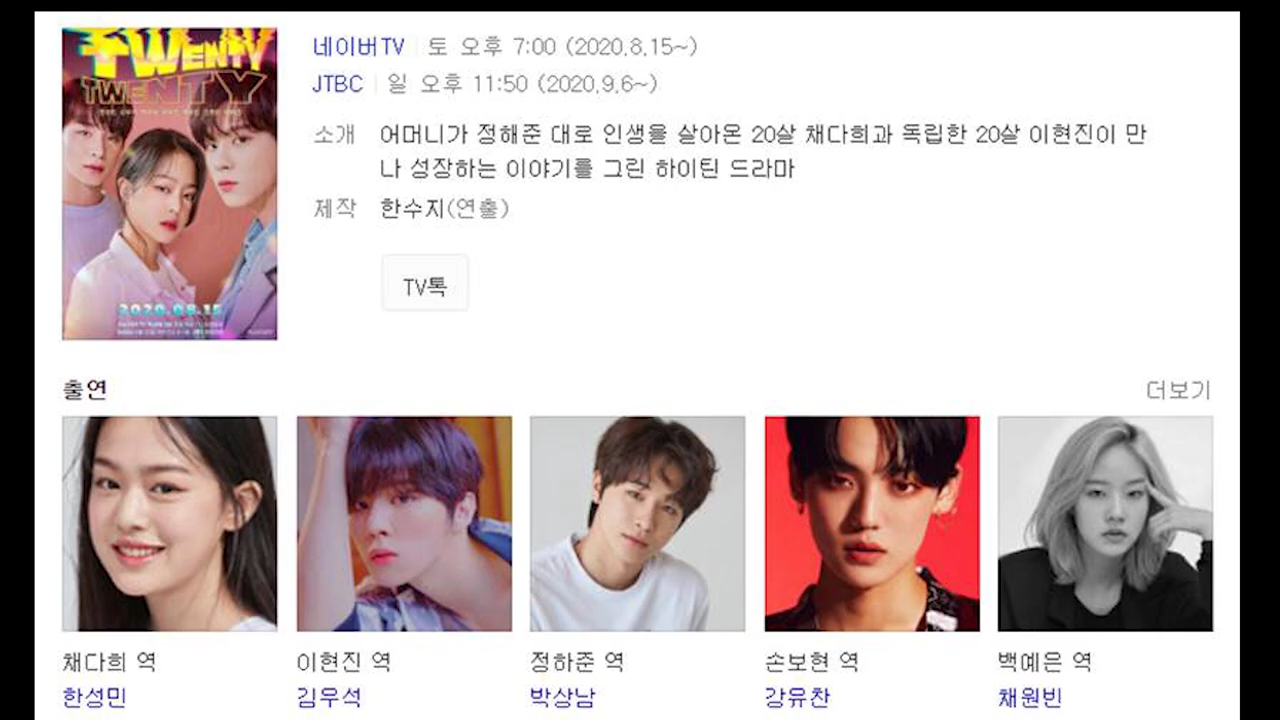 TWENTY
TWENTY
2020.08.15
네이버TV 토 오후 7:00 (2020.8.15~)
JTBC 일 오후 11:50 (2020.9.6~)
소개 어머니가 정해준 대로 인생을 살아온 20살 채다희과 독립한 20살 이현진이 만
나 성장하는 이야기를 그린 하이틴 드라마
제작 한수지(연출)
TV톡
출연 더보기
채다희 역 이현진 역 정하준 역 손보현 역 백예은 역
한성민 김우석 박상남 강유찬 채원빈